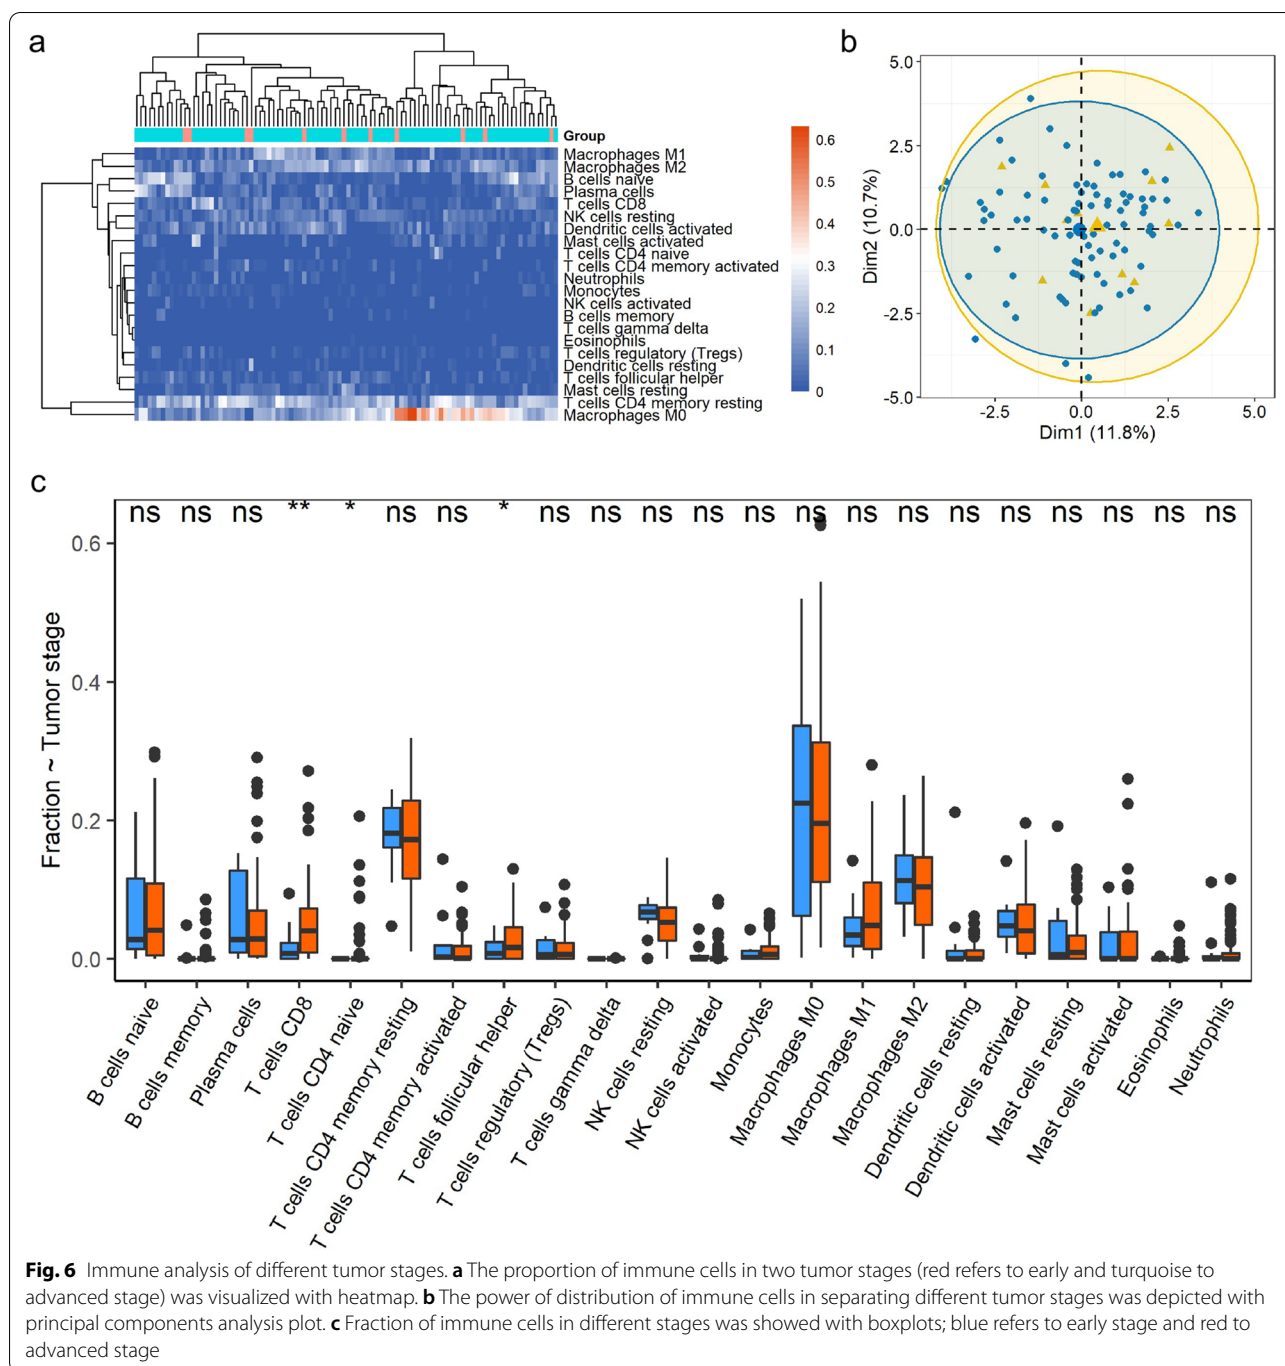 a
Group
Macrophages M1
Macrophages M2
B cells naive
Plasma cells
T cells CD8
NK cells resting
Dendritic cells activated
Mast cells activated
T cells CD4 naive
T cells CD4 memory activated
Neutrophils
Monocytes
NK cells activated
B cells memory
T cells gamma delta
Eosinophils
T cells regulatory (Tregs)
Dendritic cells resting
T cells follicular helper
Mast cells resting
T cells CD4 memory resting
Macrophages M0
0.6
0.5
0.4
0.3
0.2
0.1
0
b
5.0
2.5
0.0
-2.5
-5.0
Dim2 (10.7%)
-2.5 0.0 2.5 5.0
Dim1 (11.8%)
c
ns ns ns ** * ns ns * ns ns ns ns ns ns ns ns ns ns ns ns ns ns
0.6
0.4
0.2
0.0
Fraction ~ Tumor stage
B cells naive
B cells memory
Plasma cells
T cells CD8
T cells CD4 naive
T cells CD4 memory resting
T cells CD4 memory activated
T cells follicular helper
T cells regulatory (Tregs)
T cells gamma delta
NK cells resting
NK cells activated
Monocytes
Macrophages M0
Macrophages M1
Macrophages M2
Dendritic cells resting
Dendritic cells activated
Mast cells resting
Mast cells activated
Eosinophils
Neutrophils
Fig. 6 Immune analysis of different tumor stages. a The proportion of immune cells in two tumor stages (red refers to early and turquoise to
advanced stage) was visualized with heatmap. b The power of distribution of immune cells in separating different tumor stages was depicted with
principal components analysis plot. c Fraction of immune cells in different stages was showed with boxplots; blue refers to early stage and red to
advanced stage